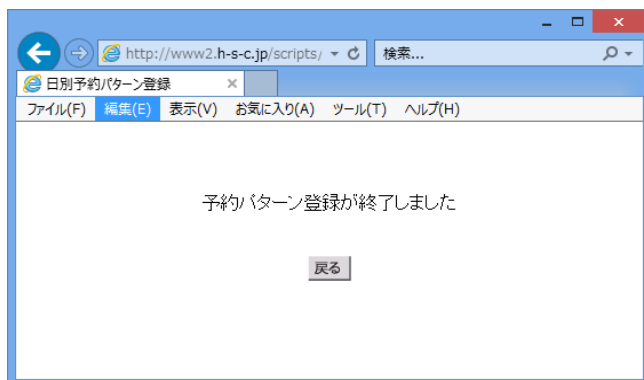 http://www2.h-s-c.jp/scripts/
検索...
日別予約パターン登録
ファイル(F) 編集(E) 表示(V) お気に入り(A) ツール(T) ヘルプ(H)
予約パターン登録が終了しました
戻る